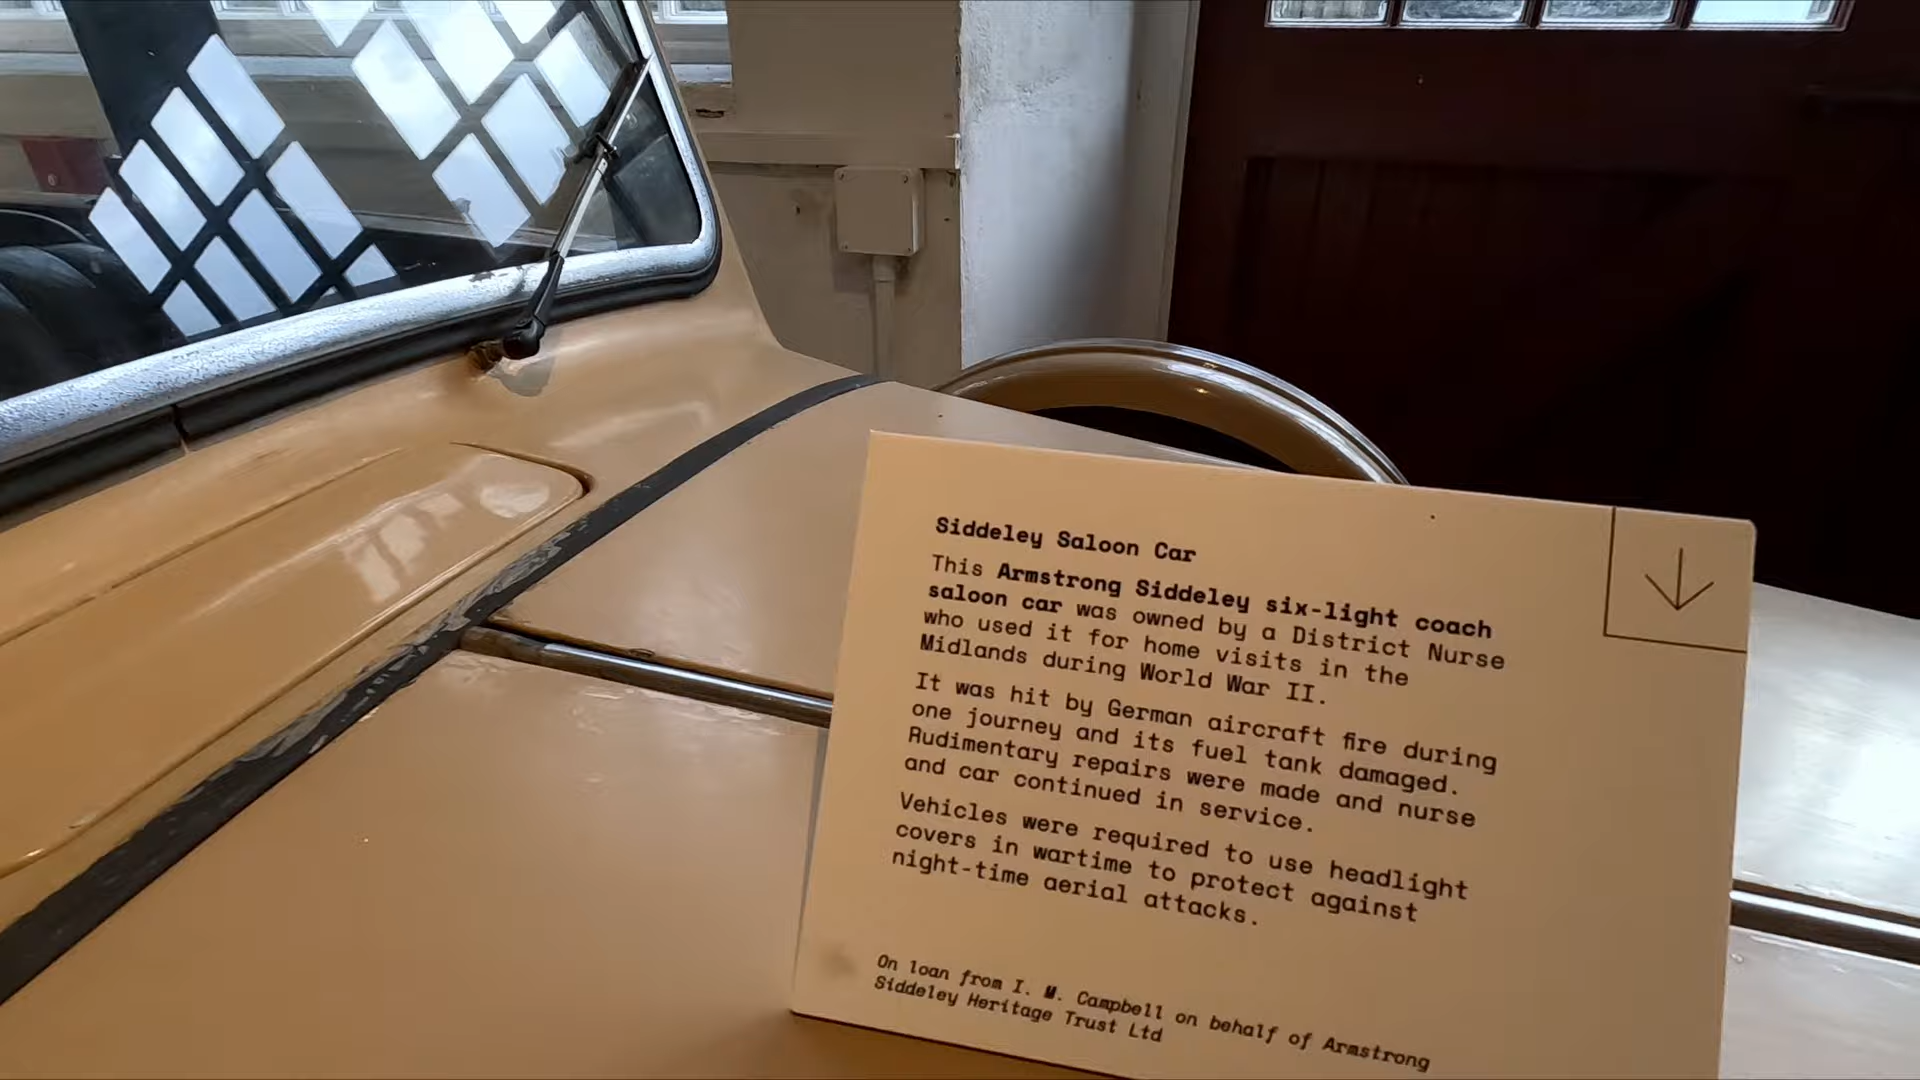 Siddeley Saloon Car
This Armstrong Siddeley six-light coach
saloon car was owned by a District Nurse
who used it for home visits in the
Midlands during World War II.
It was hit by German aircraft fire during
one journey and its fuel tank damaged.
Rudimentary repairs were made and nurse
and car continued in service.
Vehicles were required to use headlight
covers in wartime to protect against
night-time aerial attacks.
On loan from I. M. Campbell on behalf of Armstrong
Siddeley Heritage Trust Ltd